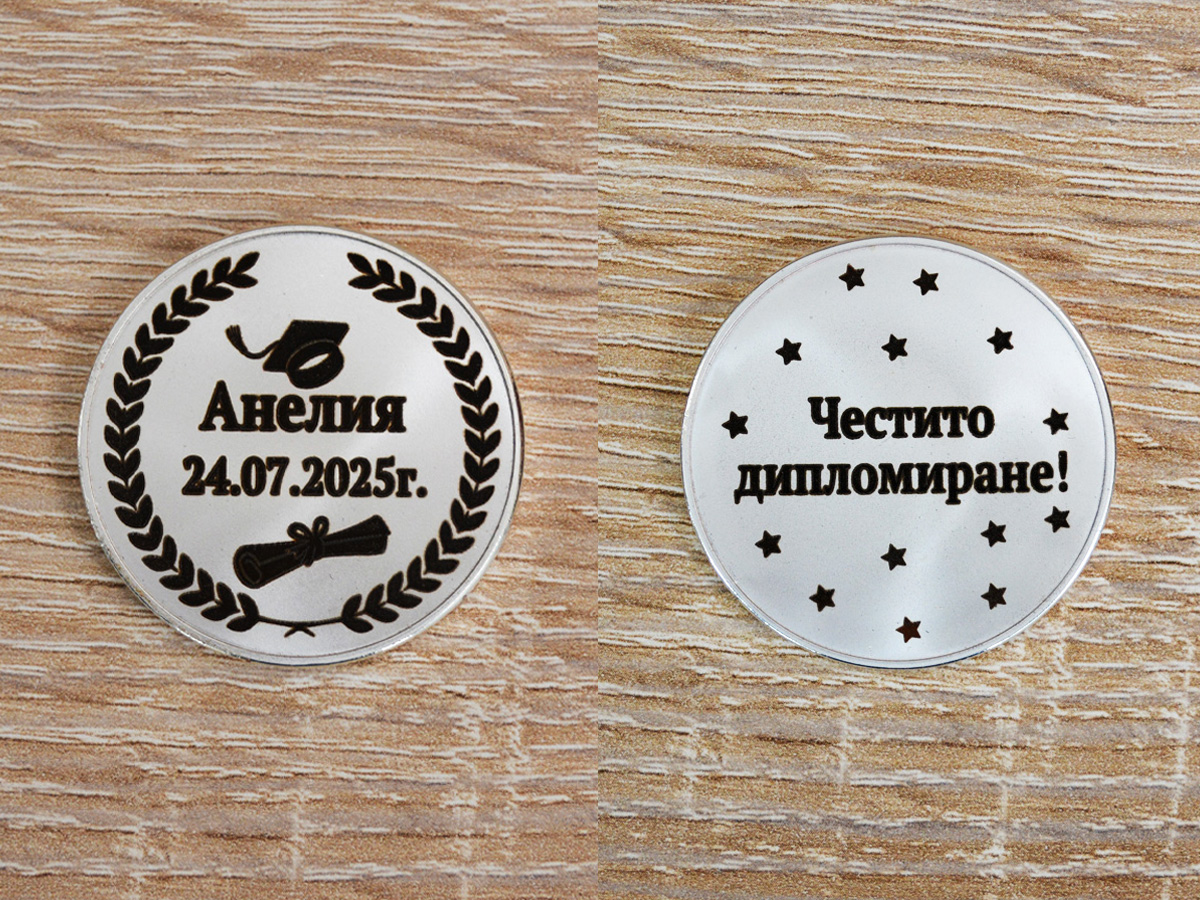 Анелия
24.07.2025г.
Честито
дипломиране!